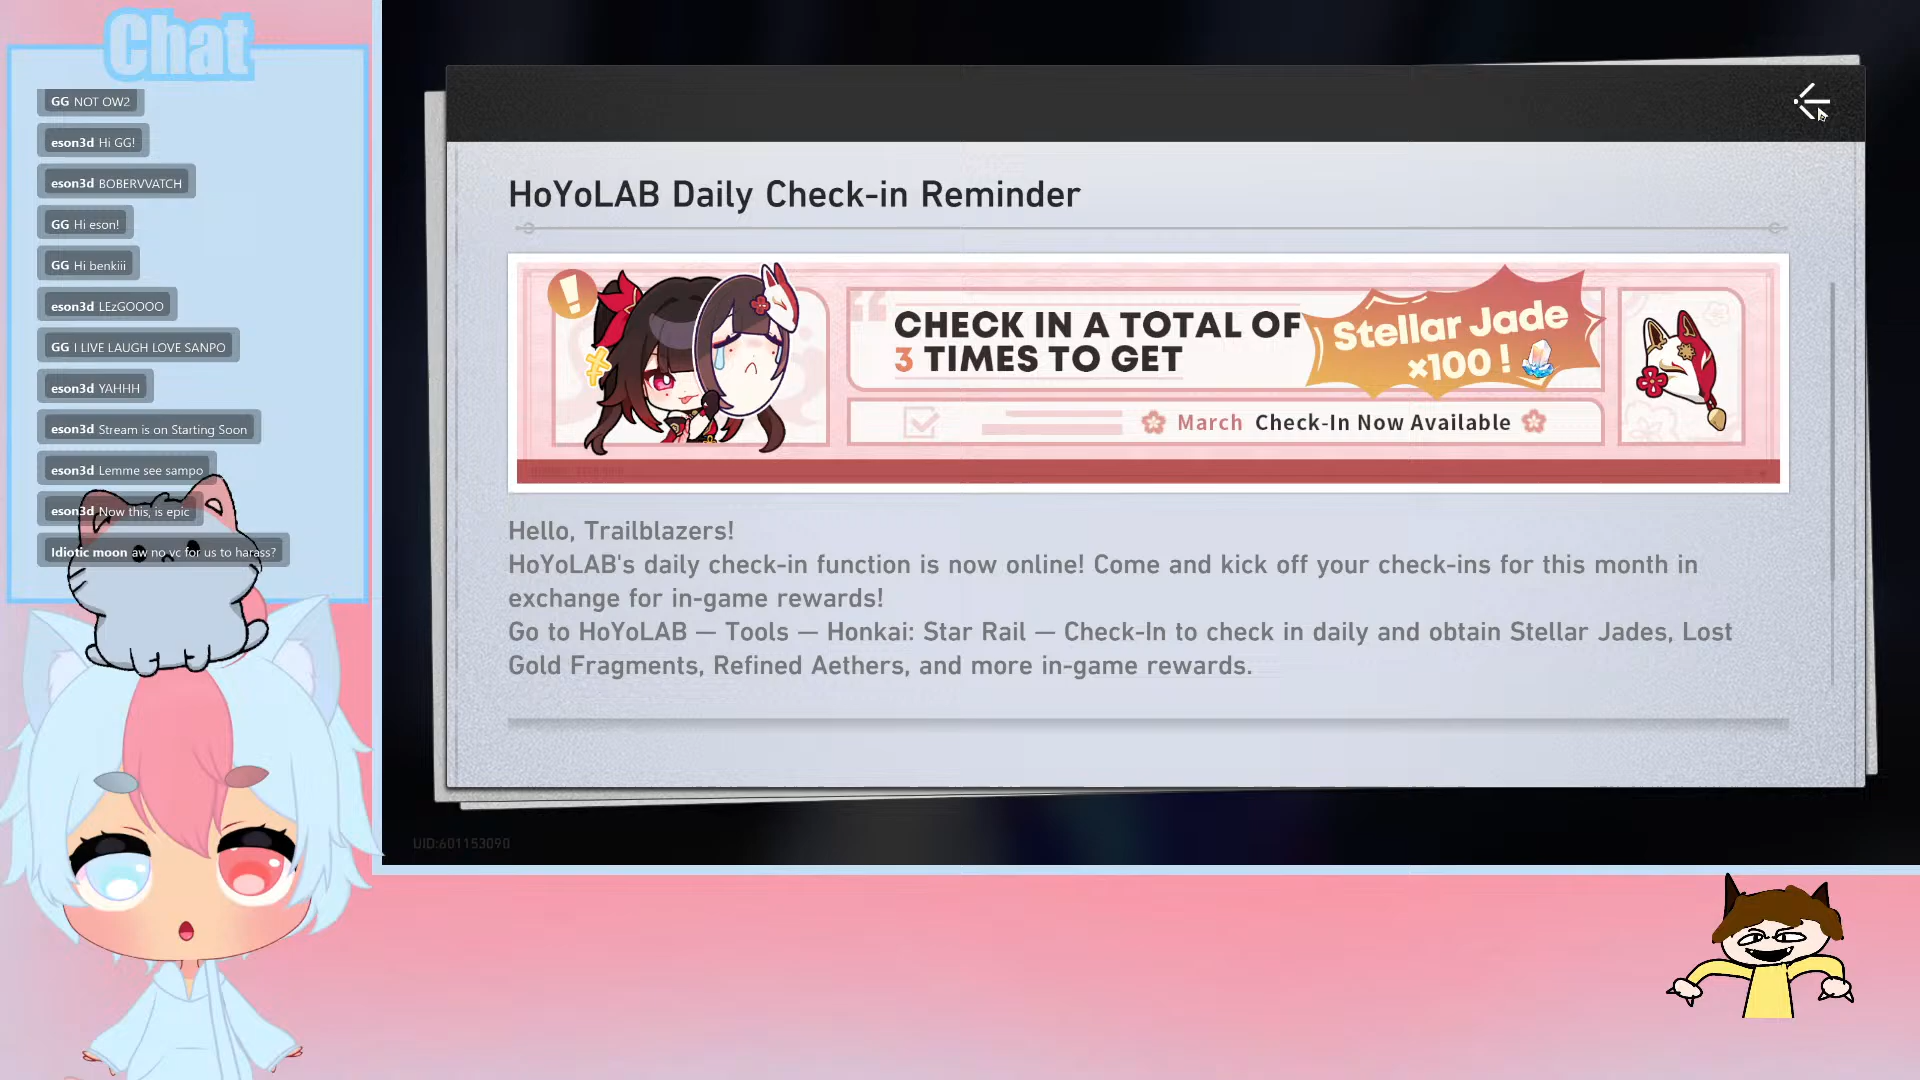 Chat
GG NOT OW2
eson3d Hi GG!
eson3d BOBERVVATCH
GG Hi eson!
GG Hi benkiii
eson3d LEzGOOOO
GG I LIVE LAUGH LOVE SANPO
eson3d YAHHH
eson3d Stream is on Starting Soon
eson3d Lemme see sampo
eson3d Now this, is epic
Idiotic moon aw no vc for us to harass?
HoYoLAB Daily Check-in Reminder
CHECK IN A TOTAL OF
3 TIMES TO GET
Stellar Jade
×100 !
March Check-In Now Available
Hello, Trailblazers!
HoYoLAB's daily check-in function is now online! Come and kick off your check-ins for this month in
exchange for in-game rewards!
Go to HoYoLAB — Tools — Honkai: Star Rail — Check-In to check in daily and obtain Stellar Jades, Lost
Gold Fragments, Refined Aethers, and more in-game rewards.
UID:601153090